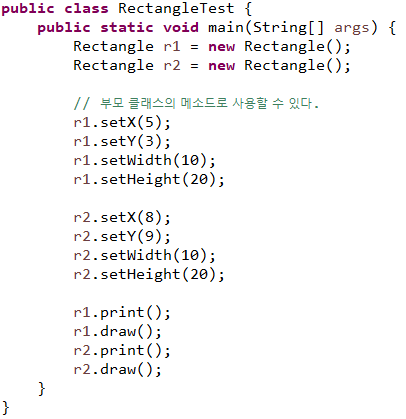 public class RectangleTest {
    public static void main(String[] args) {
        Rectangle r1 = new Rectangle();
        Rectangle r2 = new Rectangle();

        // 부모 클래스의 메소드로 사용할 수 있다.
        r1.setX(5);
        r1.setY(3);
        r1.setWidth(10);
        r1.setHeight(20);

        r2.setX(8);
        r2.setY(9);
        r2.setWidth(10);
        r2.setHeight(20);

        r1.print();
        r1.draw();
        r2.print();
        r2.draw();
    }
}